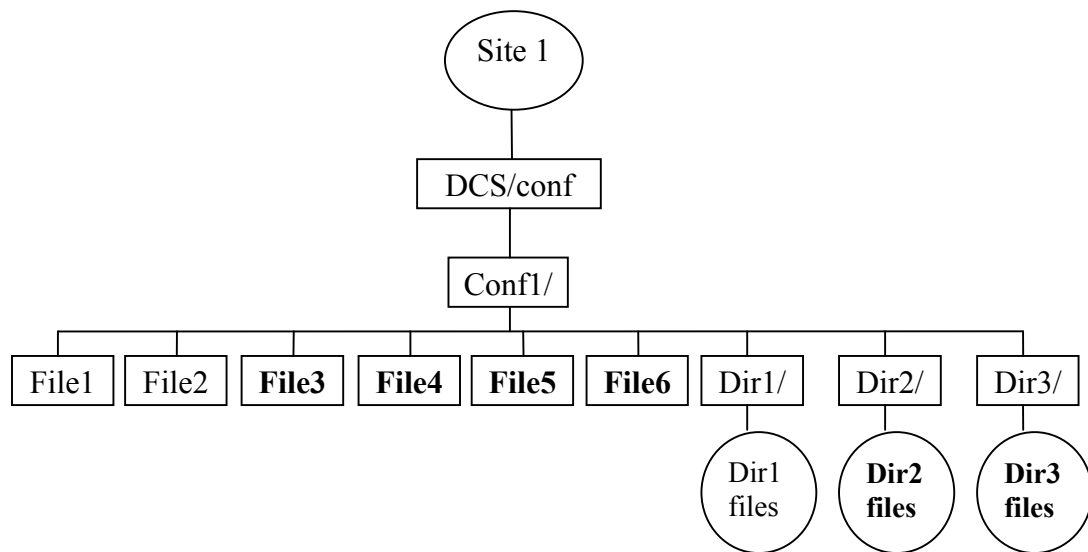 Site 1
DCS/conf
Conf1/
File1 File2 File3 File4 File5 File6 Dir1/ Dir2/ Dir3/
Dir1 Dir2 Dir3
files files files